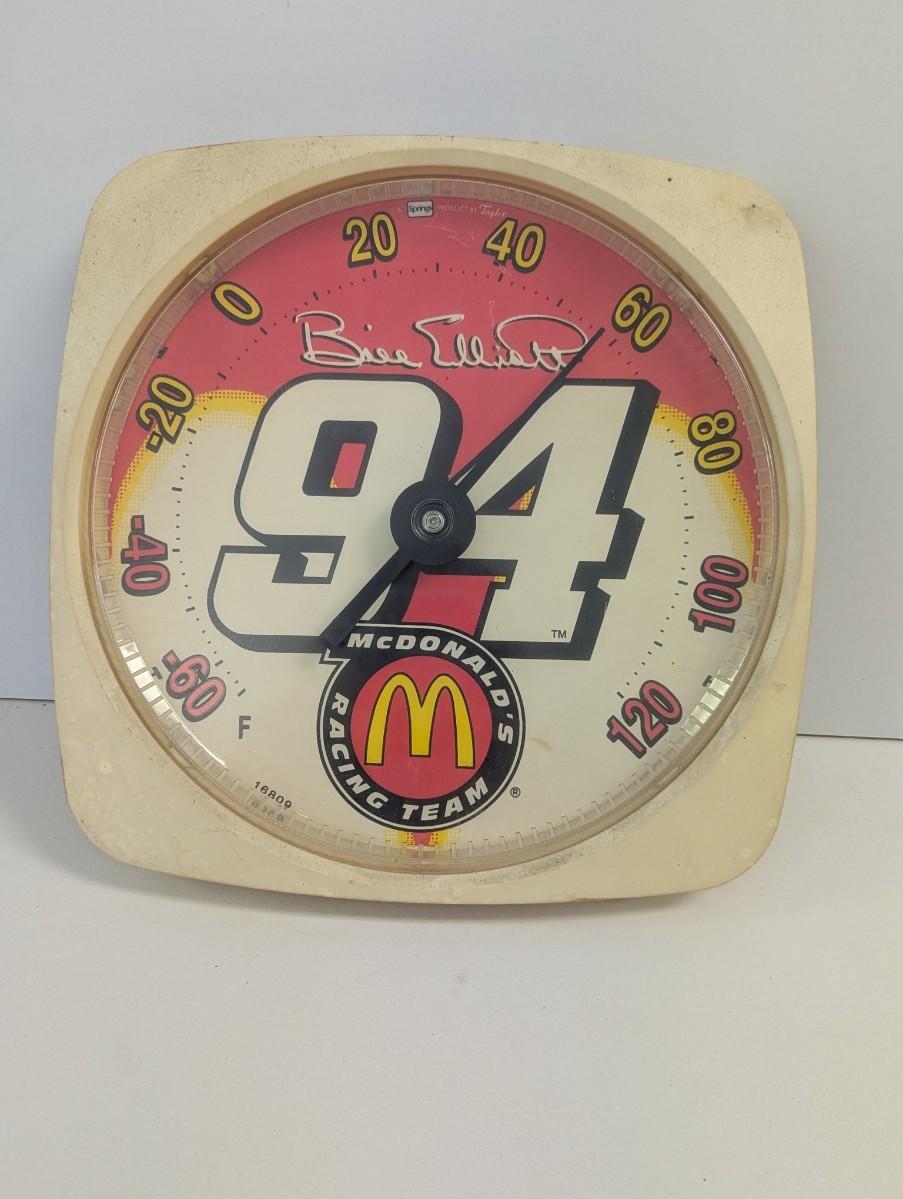 A Springs PRODUCT BY Taylor
20 40
0 60
Bill Elliott
-20 80
94
-40 100
TM
-60 120
F
McDONALD'S
M
RACING TEAM ®
16809